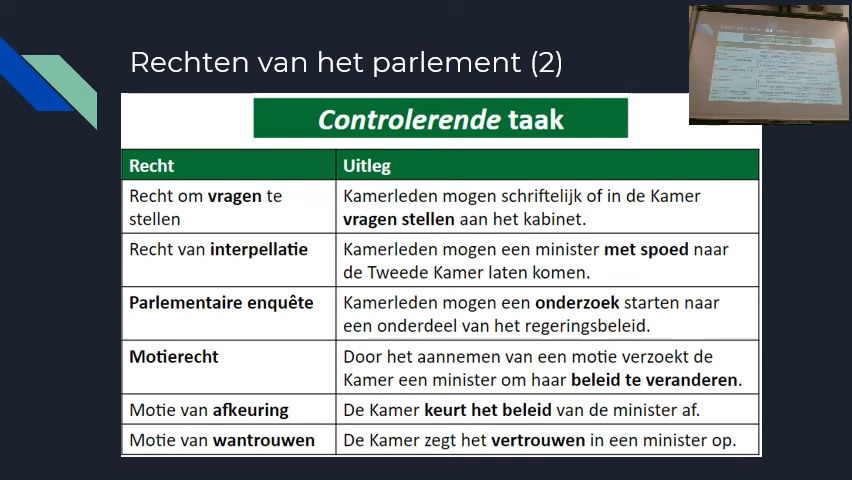 Rechten van het parlement (2)
Controlerende taak
Recht Uitleg
Recht om vragen te
stellen
Kamerleden mogen schriftelijk of in de Kamer
vragen stellen aan het kabinet.
Recht van interpellatie
Kamerleden mogen een minister met spoed naar
de Tweede Kamer laten komen.
Parlementaire enquête
Kamerleden mogen een onderzoek starten naar
een onderdeel van het regeringsbeleid.
Motierecht
Door het aannemen van een motie verzoekt de
Kamer een minister om haar beleid te veranderen.
Motie van afkeuring
De Kamer keurt het beleid van de minister af.
Motie van wantrouwen
De Kamer zegt het vertrouwen in een minister op.